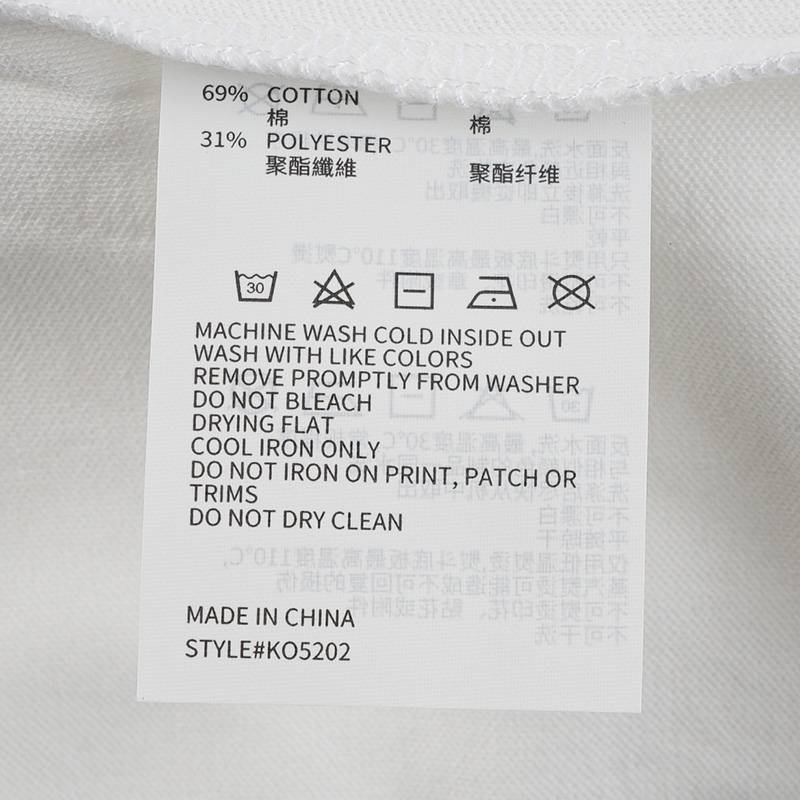 69% COTTON
棉 棉
31% POLYESTER
聚酯纖維 聚酯纤维
30
MACHINE WASH COLD INSIDE OUT
WASH WITH LIKE COLORS
REMOVE PROMPTLY FROM WASHER
DO NOT BLEACH
DRYING FLAT
COOL IRON ONLY
DO NOT IRON ON PRINT, PATCH OR
TRIMS
DO NOT DRY CLEAN
MADE IN CHINA
STYLE#KO5202